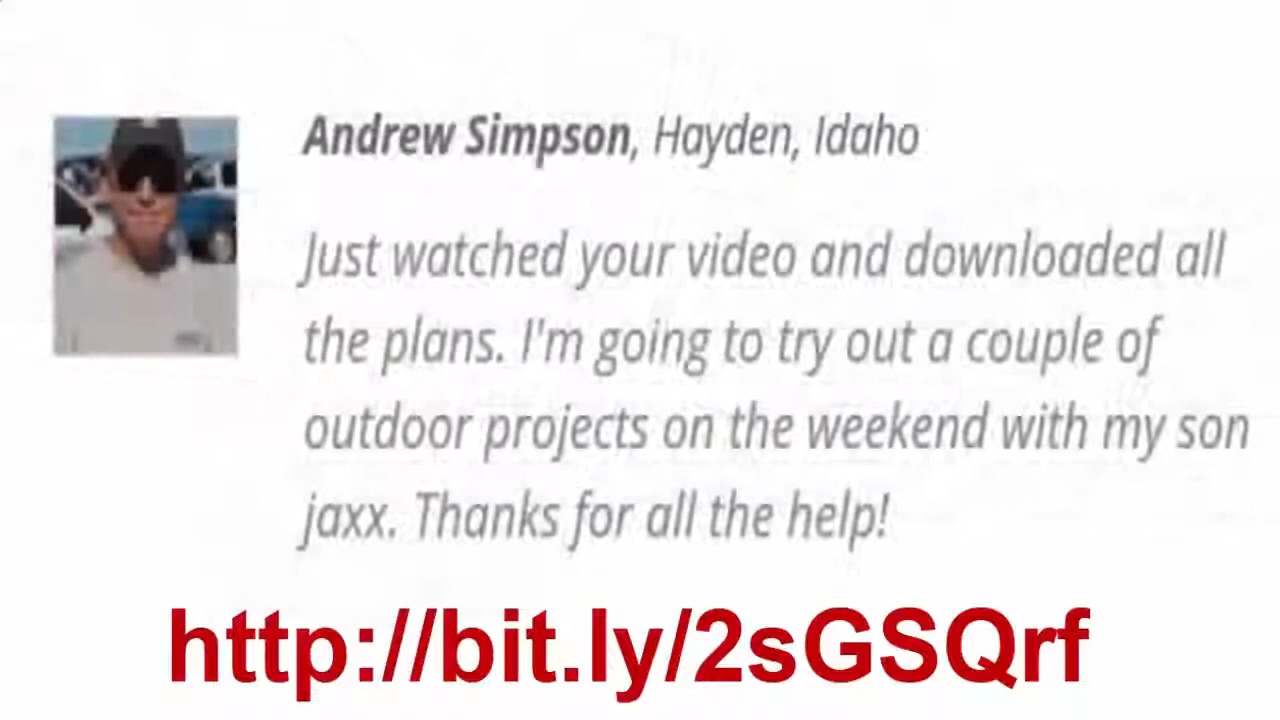 Andrew Simpson, Hayden, Idaho
Just watched your video and downloaded all
the plans. I'm going to try out a couple of
outdoor projects on the weekend with my son
jaxx. Thanks for all the help!
http://bit.ly/2sGSQrf